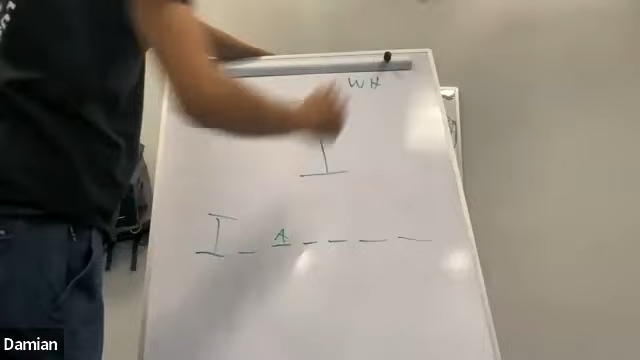 WH
I
I _ A _ _ _ _
Damian